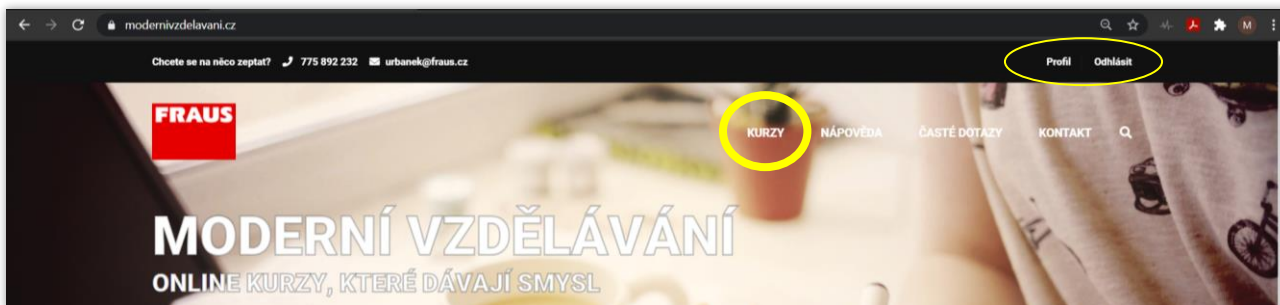 modernivzdelavani.cz
M
Chcete se na něco zeptat? 775 892 232 urbanek@fraus.cz Profil Odhlásit
FRAUS
KURZY NÁPOVĚDA ČASTÉ DOTAZY KONTAKT
MODERNÍ VZDĚLÁVÁNÍ
ONLINE KURZY, KTERÉ DÁVAJÍ SMYSL